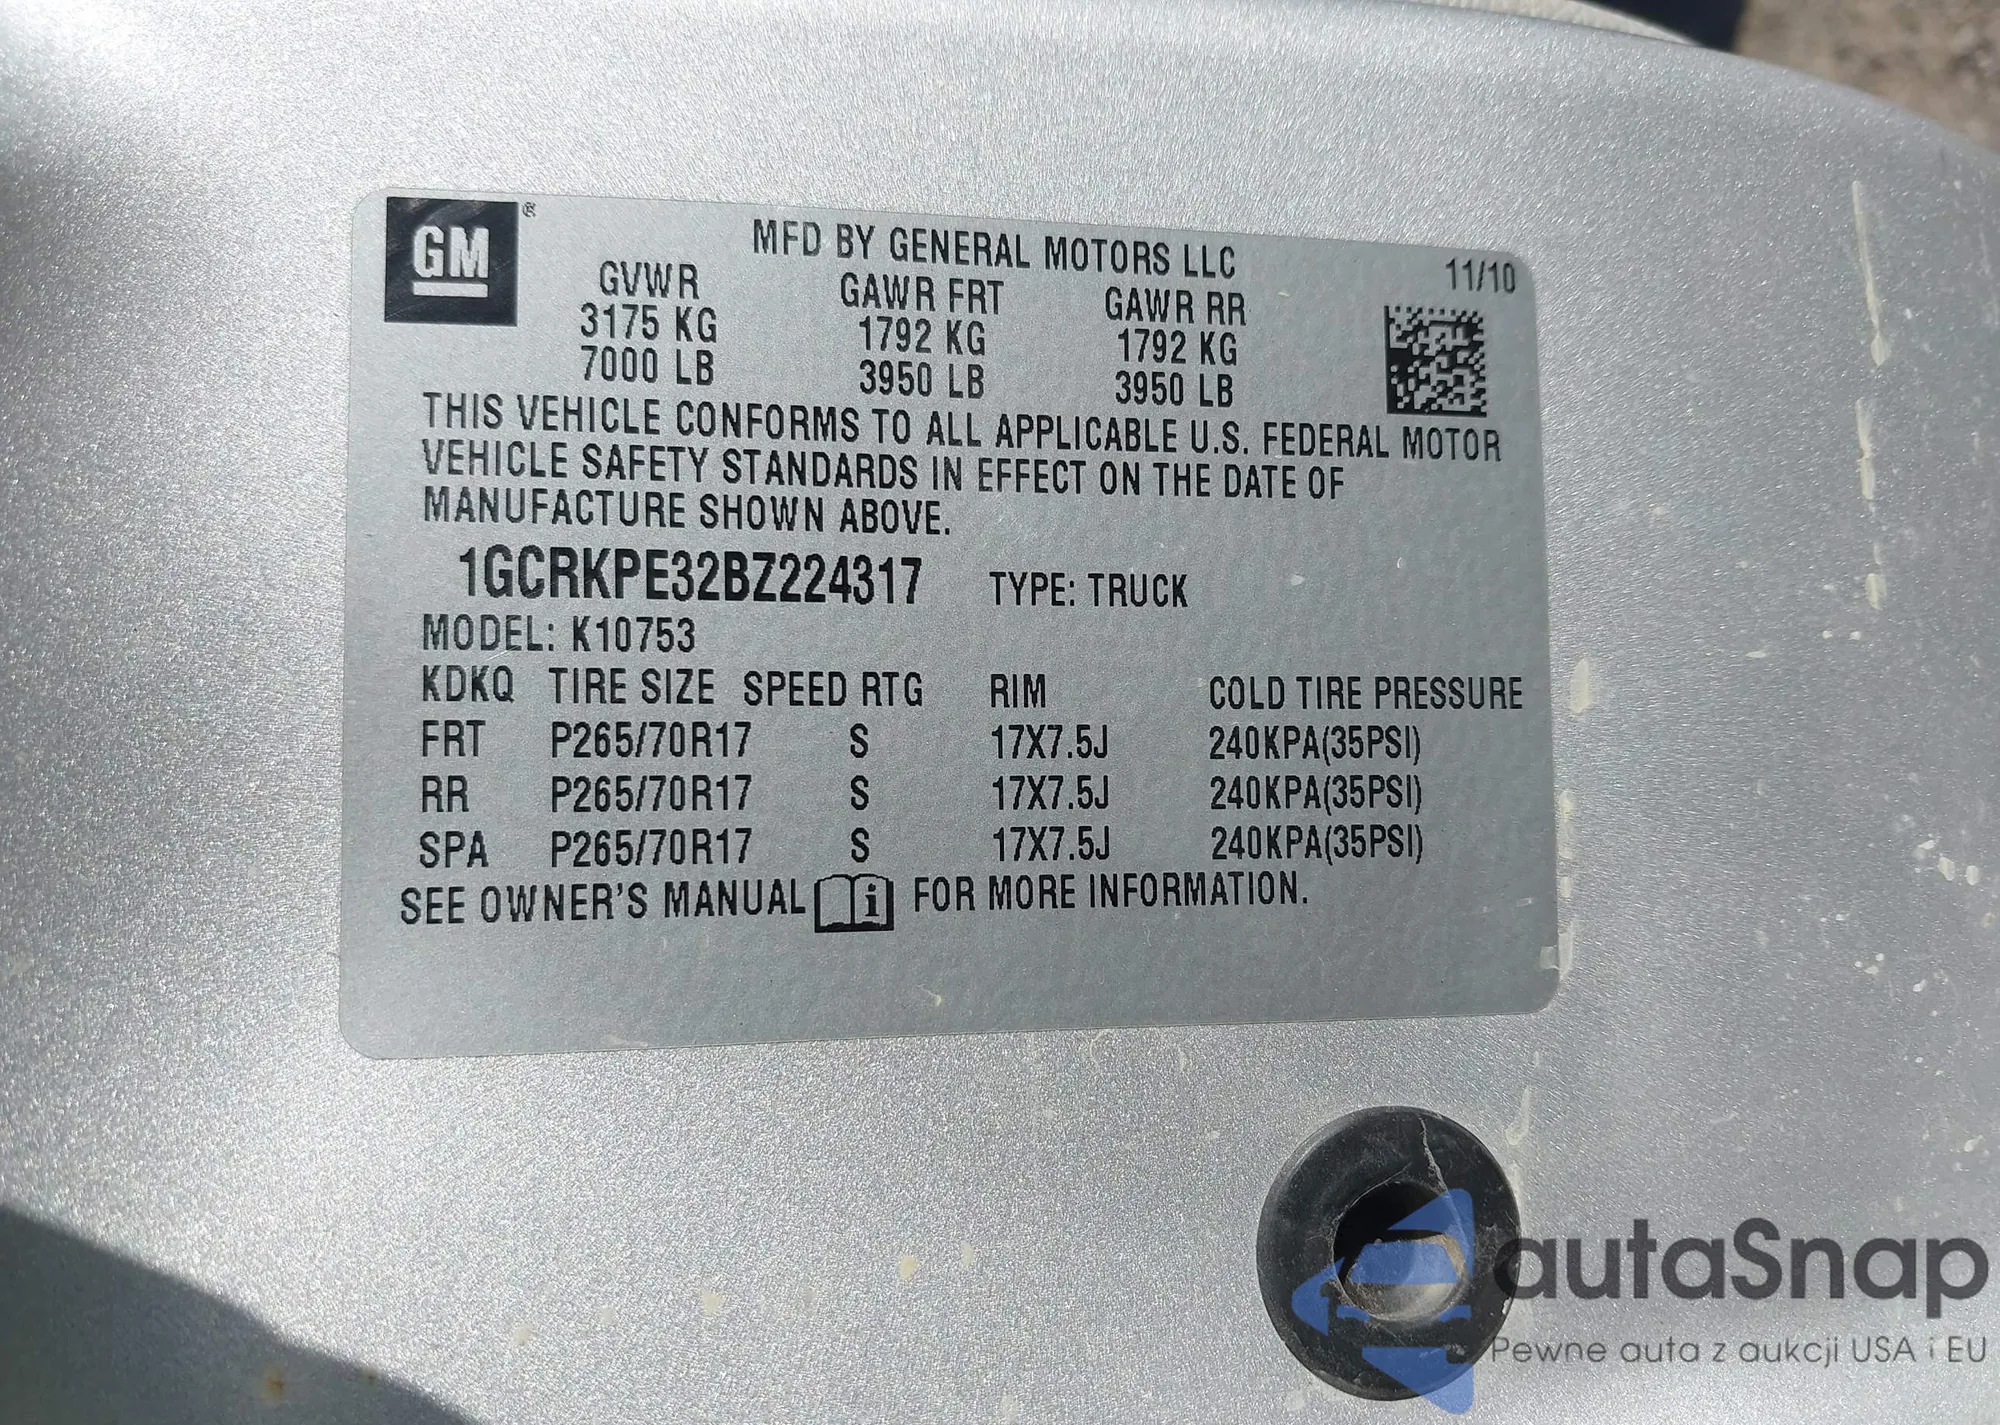 GM ®
MFD BY GENERAL MOTORS LLC 11/10
GVWR GAWR FRT GAWR RR
3175 KG 1792 KG 1792 KG
7000 LB 3950 LB 3950 LB
THIS VEHICLE CONFORMS TO ALL APPLICABLE U.S. FEDERAL MOTOR
VEHICLE SAFETY STANDARDS IN EFFECT ON THE DATE OF
MANUFACTURE SHOWN ABOVE.
1GCRKPE32BZ224317 TYPE: TRUCK
MODEL: K10753
KDKQ TIRE SIZE SPEED RTG RIM COLD TIRE PRESSURE
FRT P265/70R17 S 17X7.5J 240KPA(35PSI)
RR P265/70R17 S 17X7.5J 240KPA(35PSI)
SPA P265/70R17 S 17X7.5J 240KPA(35PSI)
SEE OWNER'S MANUAL i FOR MORE INFORMATION.
autaSnap
Pewne auta z aukcji USA i EU